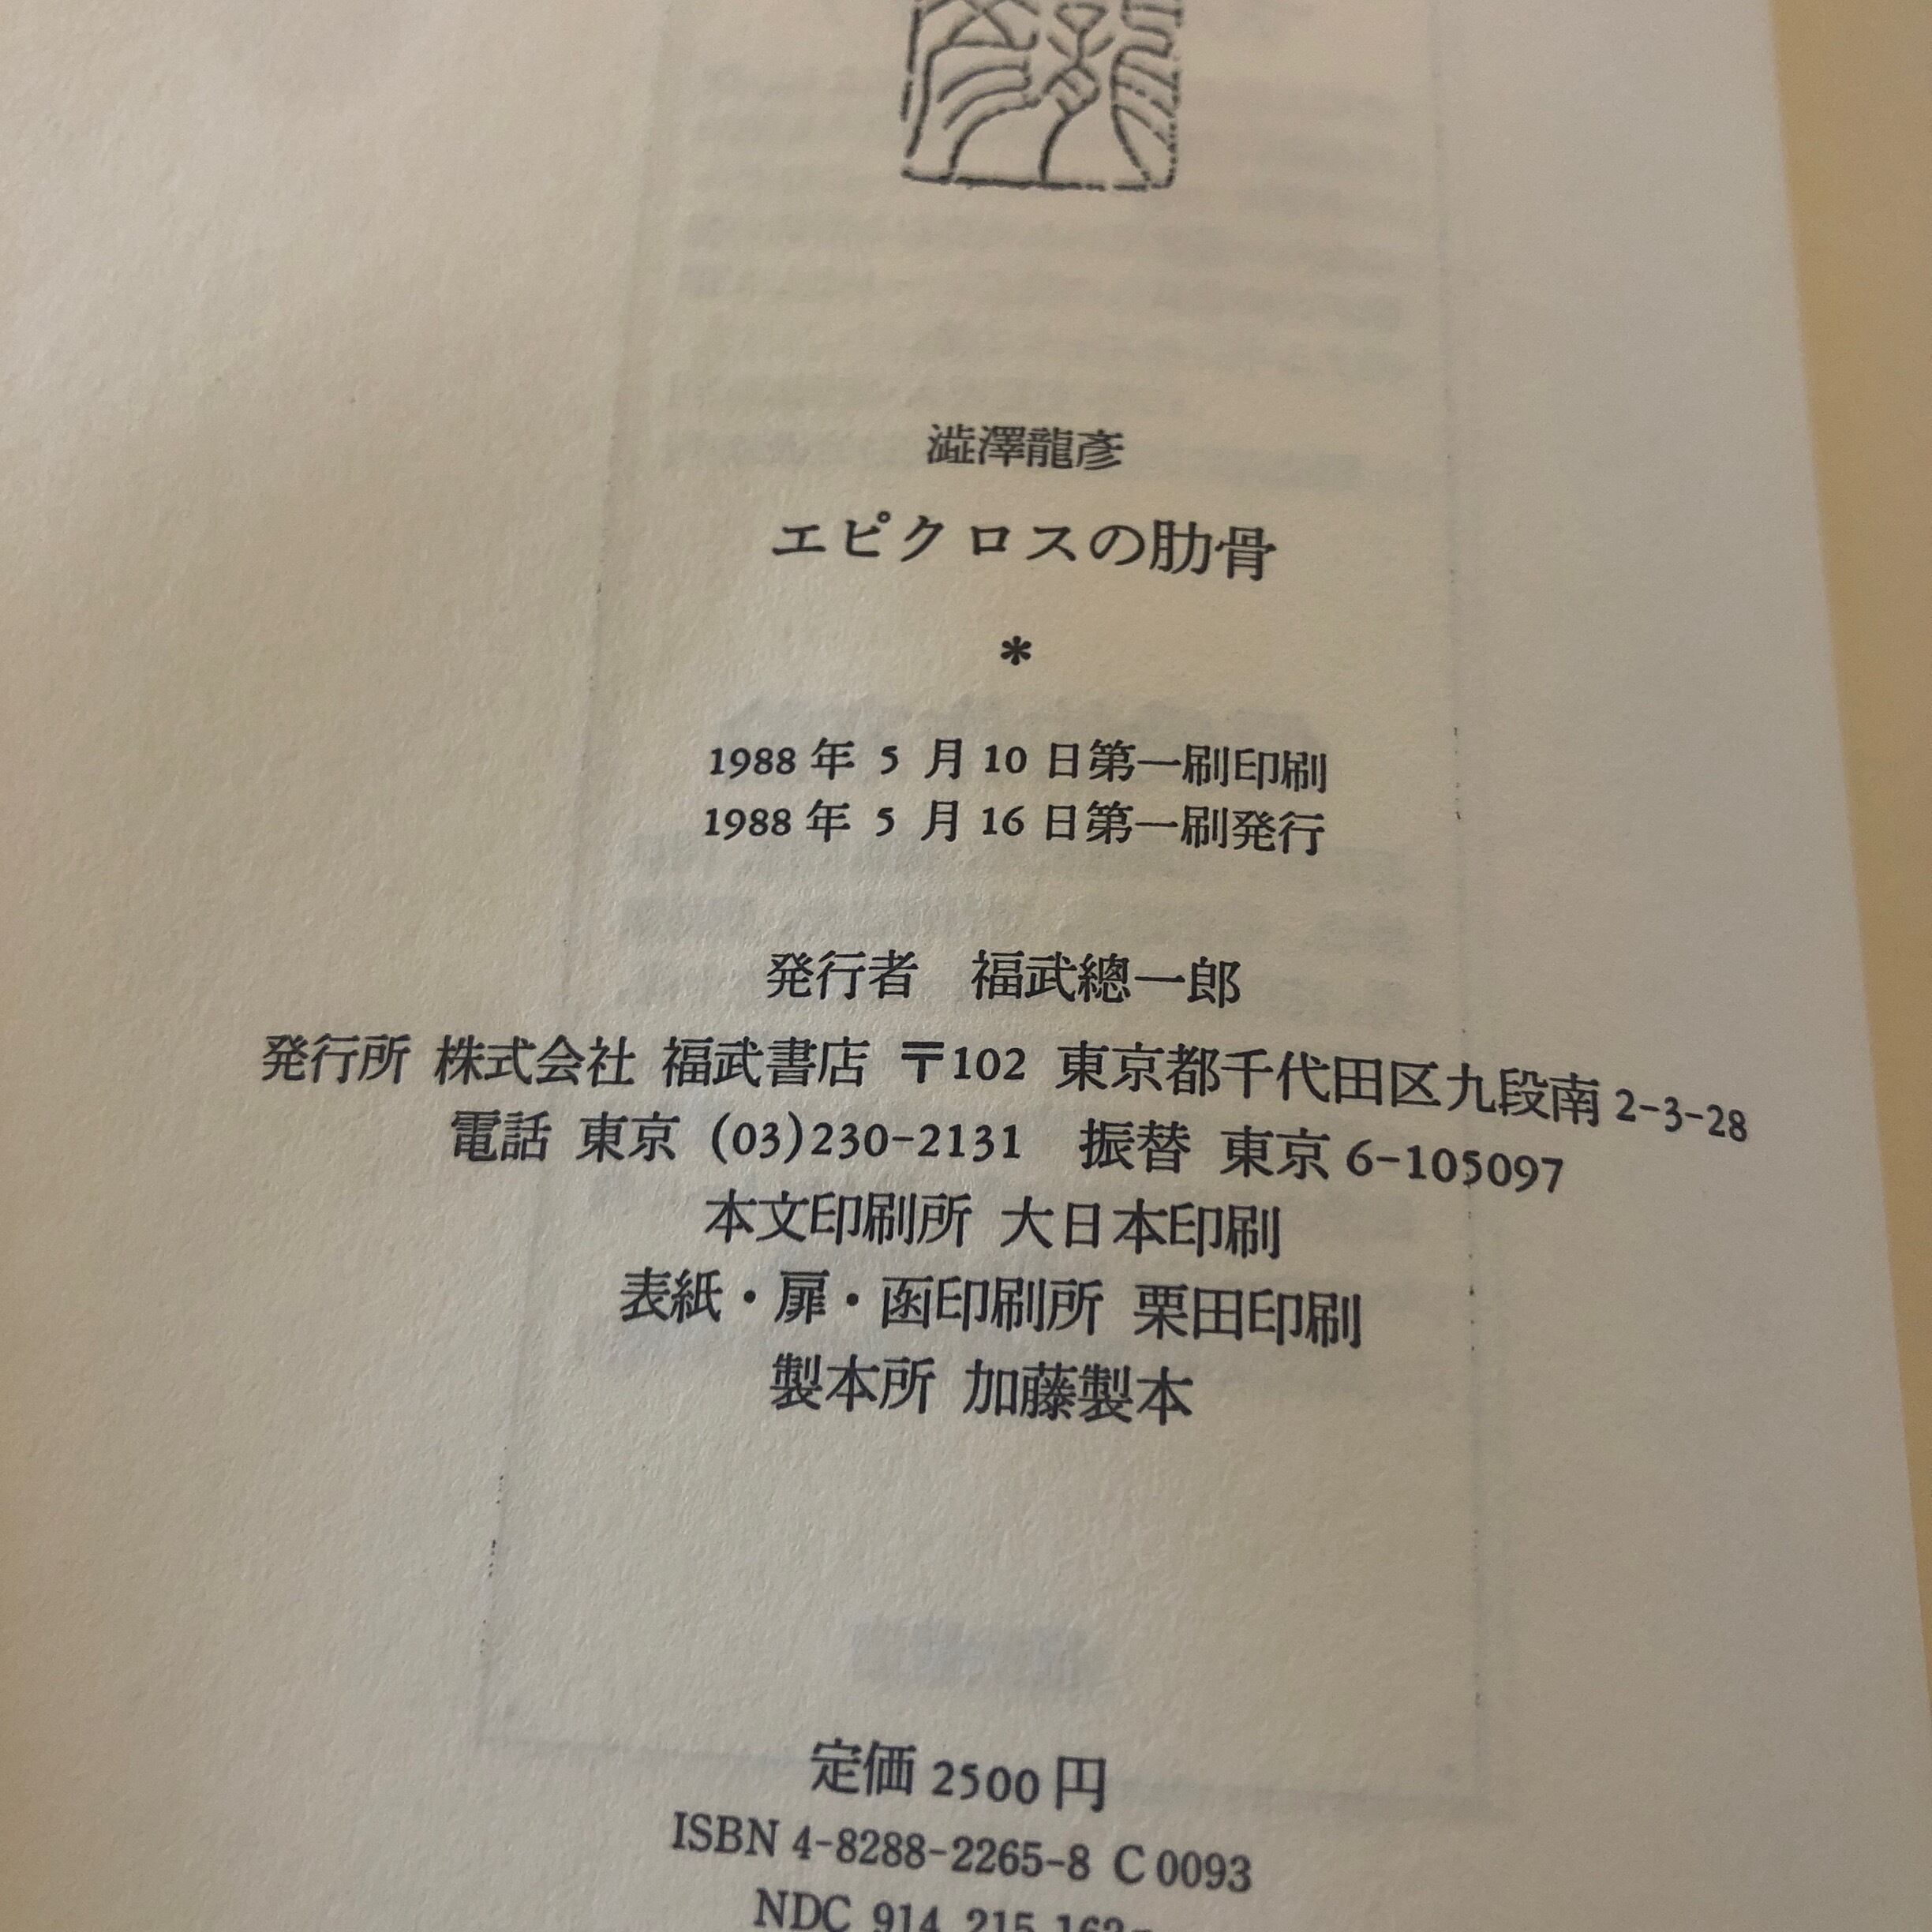 澁澤龍彥
エピクロスの肋骨
*
1988年5月10日第一刷印刷
1988年5月16日第一刷発行
発行者 福武總一郎
発行所 株式会社 福武書店 〒102 東京都千代田区九段南2-3-28
電話 東京 (03)230-2131 振替 東京6-105097
本文印刷所 大日本印刷
表紙・扉・函印刷所 栗田印刷
製本所 加藤製本
定価2500円
ISBN 4-8288-2265-8 C0093
NDC 914 215